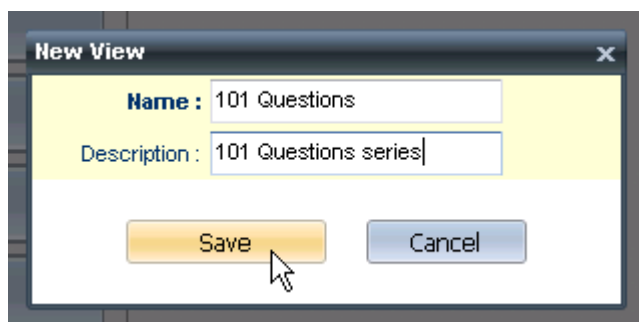 New View x
Name : 101 Questions
Description : 101 Questions series
Save Cancel